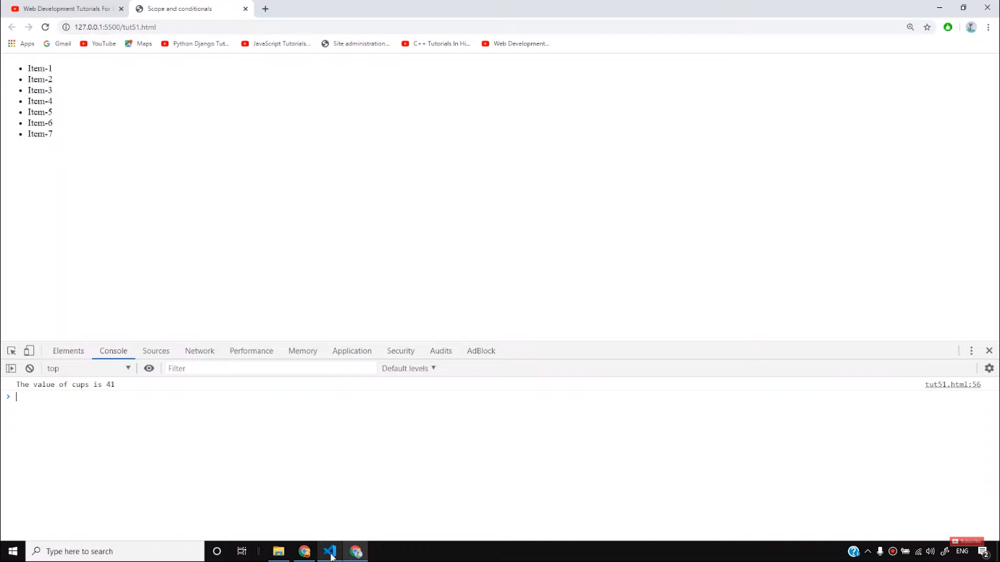 Web Development Tutorials For
Scope and conditionals
127.0.0.1:5500/tut51.html
Apps
Gmail
YouTube
Maps
Python Django Tut...
JavaScript Tutorials...
Site administration...
C++ Tutorials In Hi...
Web Development...
Item-1
Item-2
Item-3
Item-4
Item-5
Item-6
Item-7
Elements
Console
Sources
Network
Performance
Memory
Application
Security
Audits
AdBlock
top
Filter
Default levels
The value of cups is 41
tut51.html:56
Subscribe
Type here to search
ENG
2